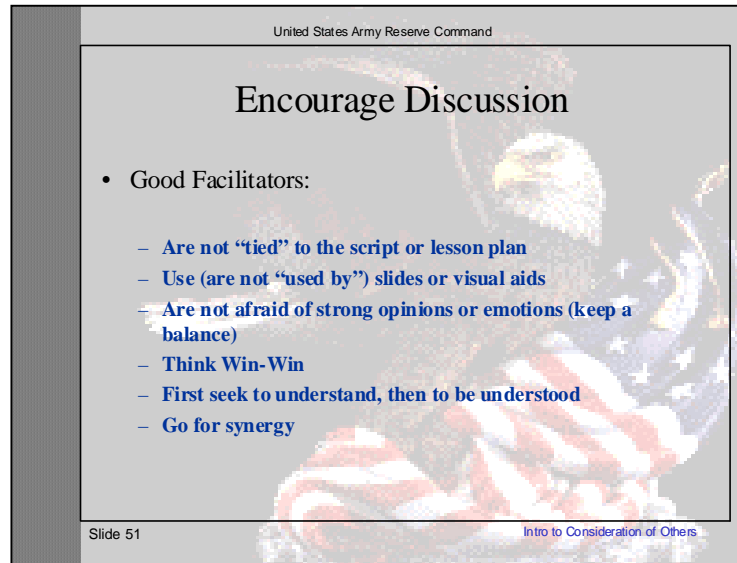 United States Army Reserve Command
Encourage Discussion
• Good Facilitators:
– Are not “tied” to the script or lesson plan
– Use (are not “used by”) slides or visual aids
– Are not afraid of strong opinions or emotions (keep a
balance)
– Think Win-Win
– First seek to understand, then to be understood
– Go for synergy
Slide 51
Intro to Consideration of Others